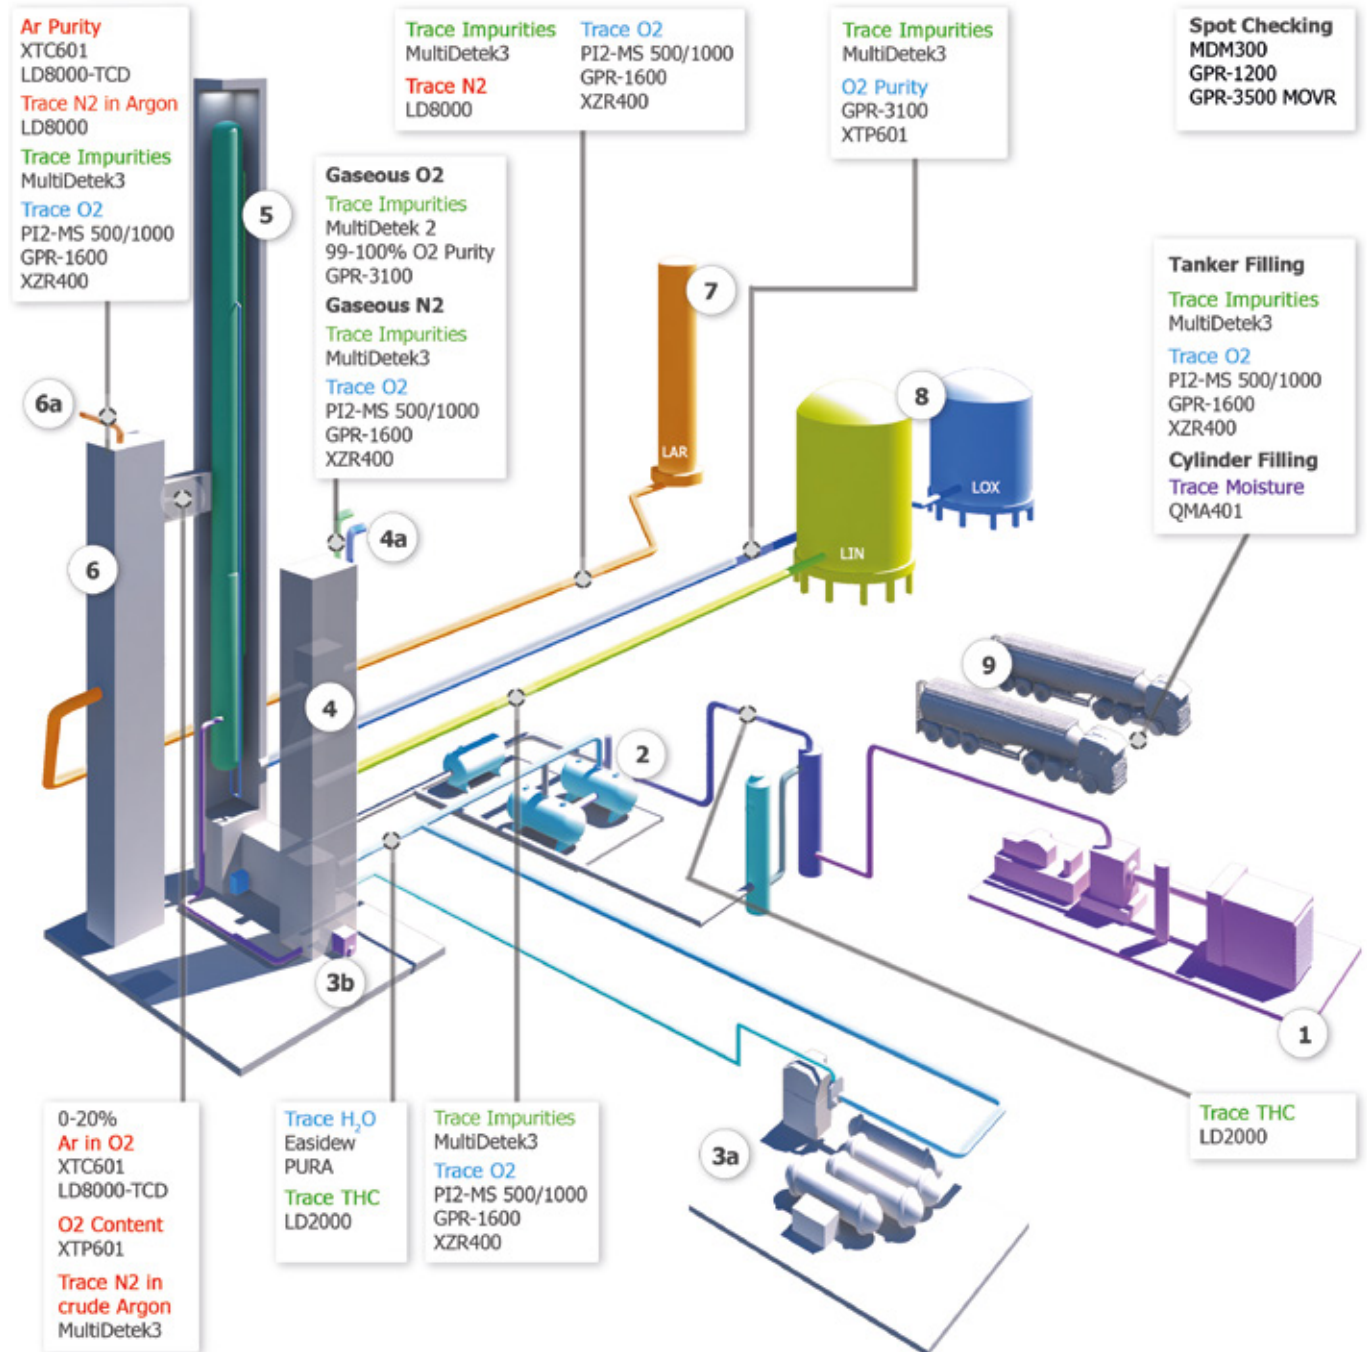 Ar Purity
XTC601
LD8000-TCD
Trace N2 in Argon
LD8000
Trace Impurities
MultiDetek3
Trace O2
PI2-MS 500/1000
GPR-1600
XZR400
Trace Impurities
MultiDetek3
Trace N2
LD8000
Trace O2
PI2-MS 500/1000
GPR-1600
XZR400
Trace Impurities
MultiDetek3
O2 Purity
GPR-3100
XTP601
Spot Checking
MDM300
GPR-1200
GPR-3500 MOVR
Gaseous O2
Trace Impurities
MultiDetek 2
99-100% O2 Purity
GPR-3100
Gaseous N2
Trace Impurities
MultiDetek3
Trace O2
PI2-MS 500/1000
GPR-1600
XZR400
Tanker Filling
Trace Impurities
MultiDetek3
Trace O2
PI2-MS 500/1000
GPR-1600
XZR400
Cylinder Filling
Trace Moisture
QMA401
5
7
8
6a
LAR
LOX
4a
LIN
6
9
4
2
3b
1
3a
0-20%
Ar in O2
XTC601
LD8000-TCD
O2 Content
XTP601
Trace N2 in
crude Argon
MultiDetek3
Trace H₂O
Easidew
PURA
Trace THC
LD2000
Trace Impurities
MultiDetek3
Trace O2
PI2-MS 500/1000
GPR-1600
XZR400
Trace THC
LD2000